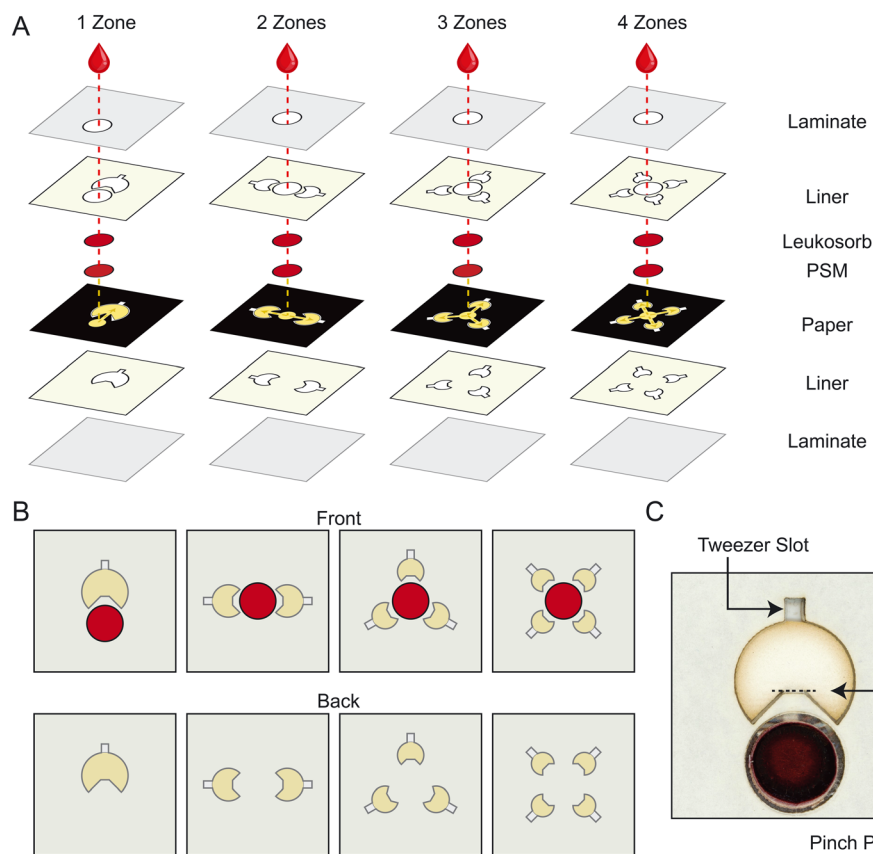 A
1 Zone
2 Zones
3 Zones
4 Zones
Laminate
Liner
Leukosorb
PSM
Paper
Liner
Laminate
B
Front
Back
C
Tweezer Slot
Pinch P